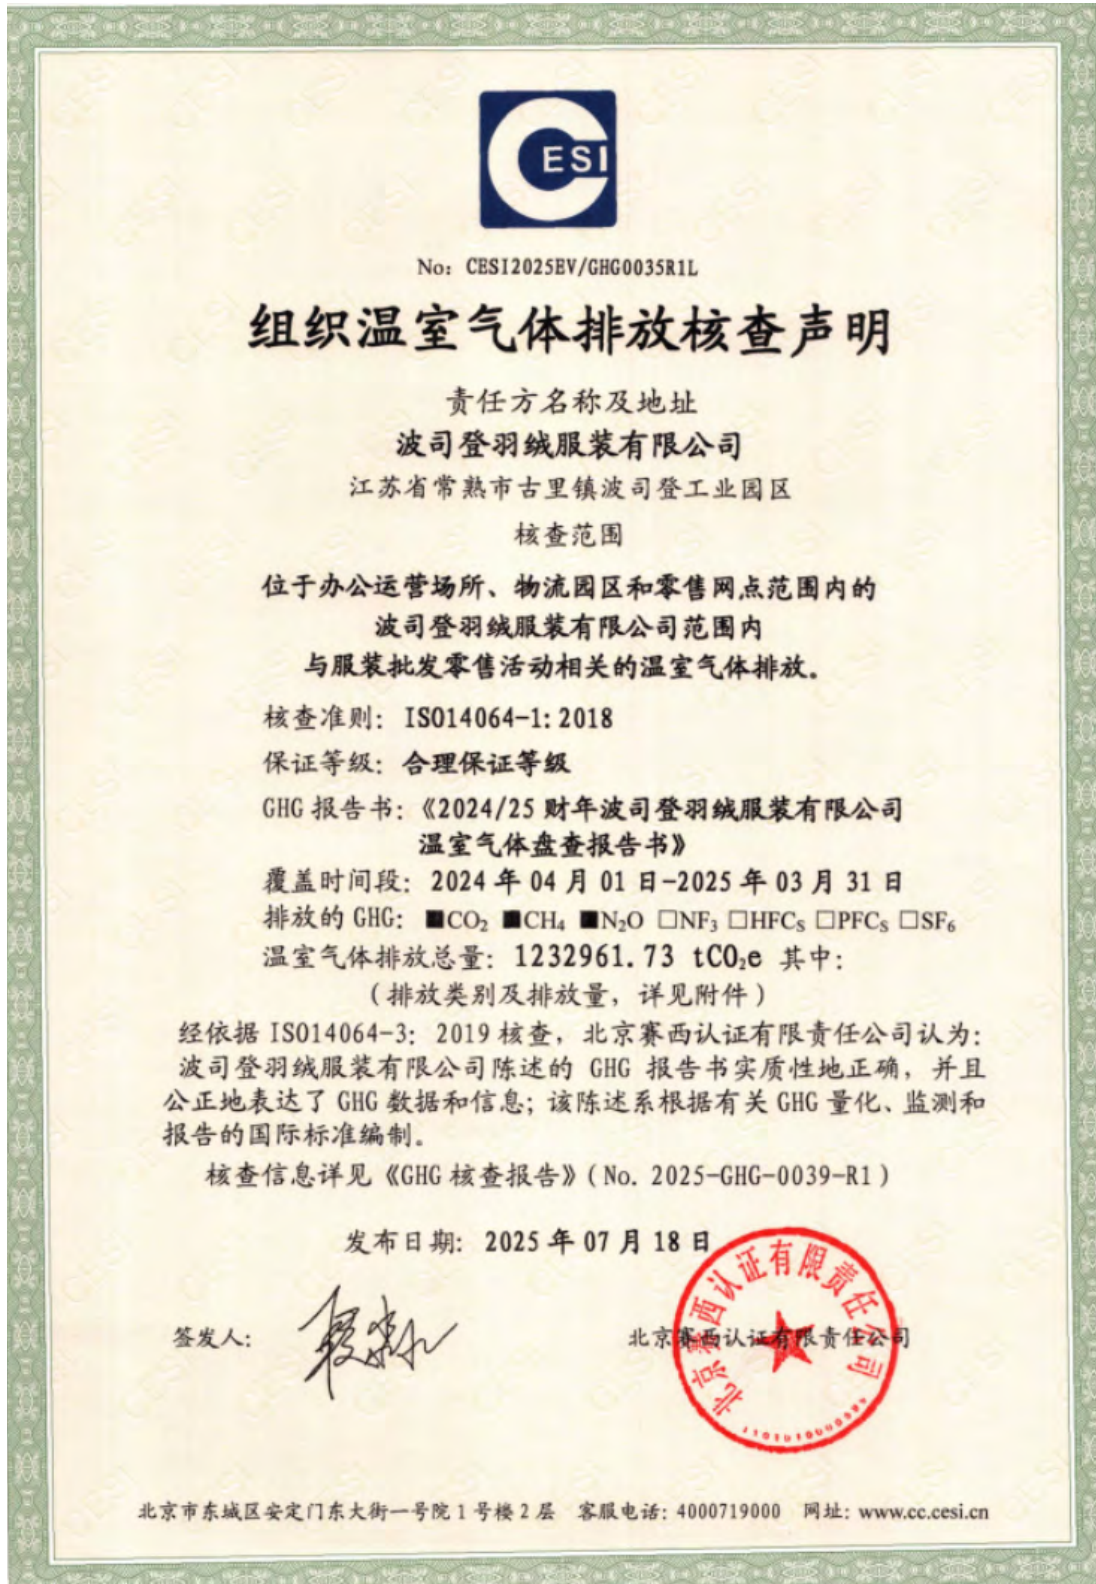 CESI
No: CESI2025EV/GHG0035R1L
组织温室气体排放核查声明
责任方名称及地址
波司登羽绒服装有限公司
江苏省常熟市古里镇波司登工业园区
核查范围
位于办公运营场所、物流园区和零售网点范围内的
波司登羽绒服装有限公司范围内
与服装批发零售活动相关的温室气体排放。
核查准则: ISO14064-1: 2018
保证等级: 合理保证等级
GHG 报告书:《2024/25 财年波司登羽绒服装有限公司
温室气体盘查报告书》
覆盖时间段: 2024 年 04 月 01 日-2025 年 03 月 31 日
排放的 GHG: ■CO₂ ■CH₄ ■N₂O □NF₃ □HFCs □PFCs □SF₆
温室气体排放总量: 1232961.73 tCO₂e 其中:
(排放类别及排放量, 详见附件)
经依据 ISO14064-3: 2019 核查, 北京赛西认证有限责任公司认为:
波司登羽绒服装有限公司陈述的 GHG 报告书实质性地正确, 并且
公正地表达了 GHG 数据和信息; 该陈述系根据有关 GHG 量化、监测和
报告的国际标准编制。
核查信息详见《GHG 核查报告》(No. 2025-GHG-0039-R1)
发布日期: 2025 年 07 月 18 日
签发人:
北京赛西认证有限责任公司
北京赛西认证有限责任公司
北京市东城区安定门东大街一号院 1 号楼 2 层 客服电话: 4000719000 网址: www.cc.cesi.cn